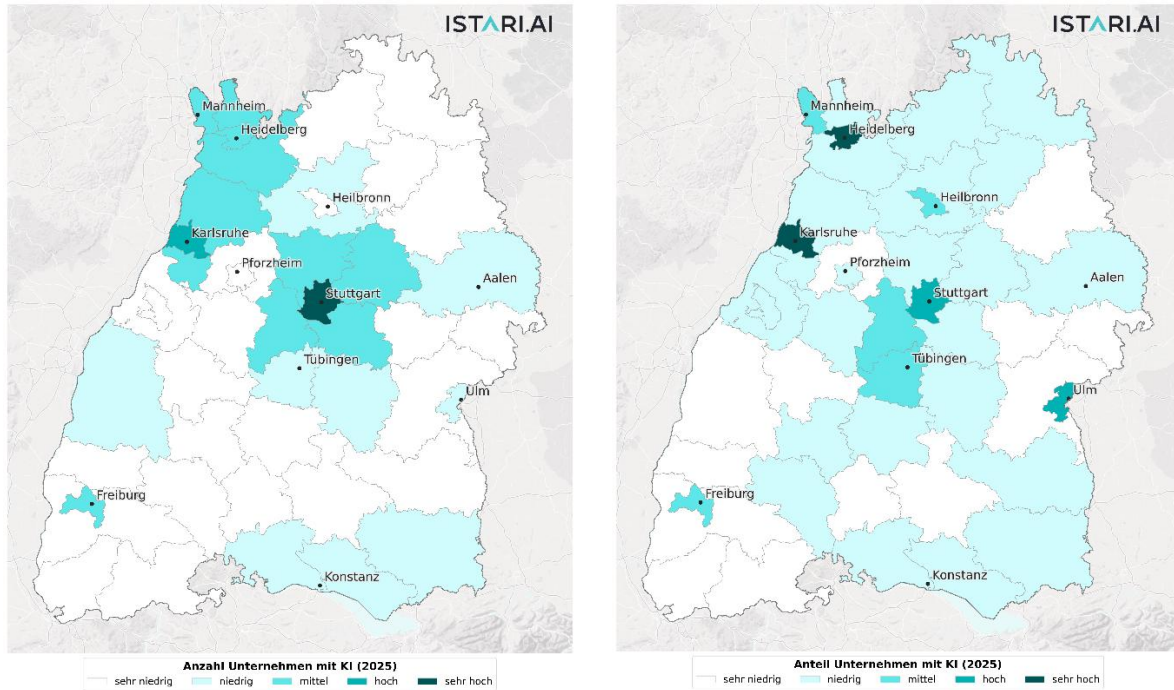 ISTARI.AI
Mannheim
Heidelberg
Heilbronn
Karlsruhe
Pforzheim
Aalen
Stuttgart
Tübingen
Ulm
Freiburg
Konstanz
Anzahl Unternehmen mit KI (2025)
sehr niedrig niedrig mittel hoch sehr hoch
ISTARI.AI
Mannheim
Heidelberg
Heilbronn
Karlsruhe
Pforzheim
Aalen
Stuttgart
Tübingen
Ulm
Freiburg
Konstanz
Anteil Unternehmen mit KI (2025)
sehr niedrig niedrig mittel hoch sehr hoch